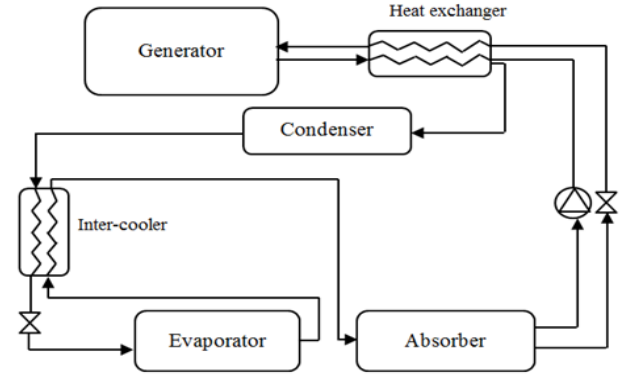 Heat exchanger
Generator
Condenser
Inter-cooler
Evaporator
Absorber